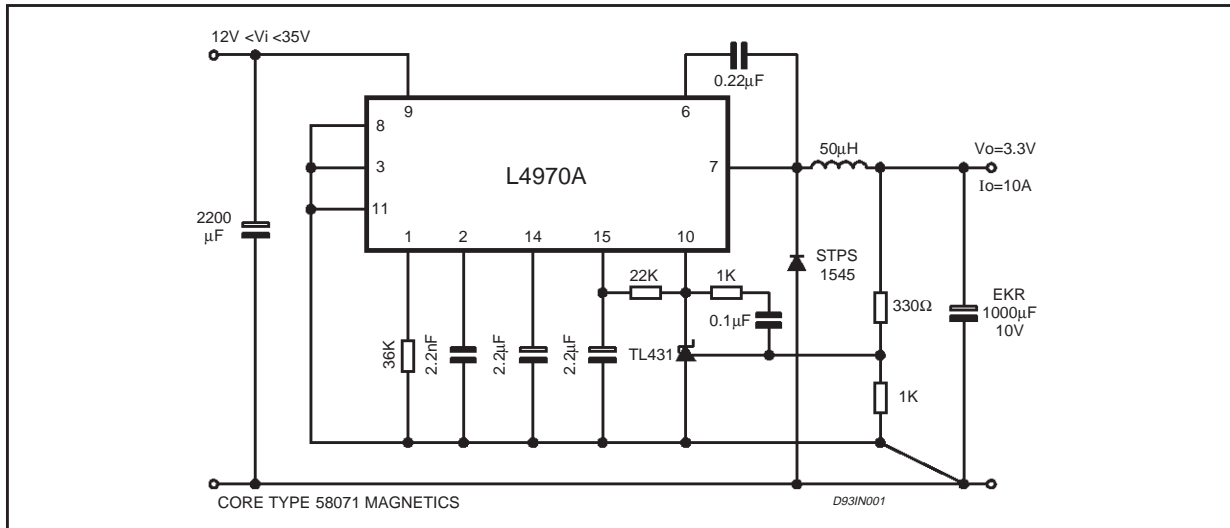 12V <Vi <35V
0.22μF
9
6
8
3
11
L4970A
7
50μH
Vo=3.3V
Io=10A
2200
μF
1
2
14
15
10
22K
1K
0.1μF
STPS
1545
330Ω
EKR
1000μF
10V
36K
2.2nF
2.2μF
2.2μF
TL431
1K
CORE TYPE 58071 MAGNETICS
D93IN001